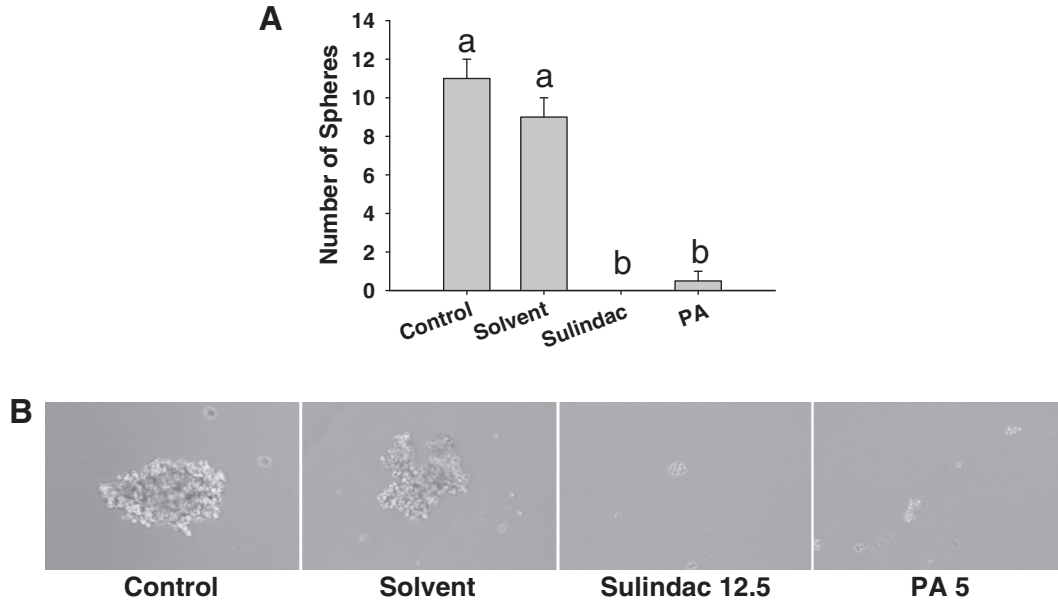 A
Number of Spheres
14
12
10
8
6
4
2
0
a
a
b
b
Control
Solvent
Sulindac
PA
B
Control
Solvent
Sulindac 12.5
PA 5